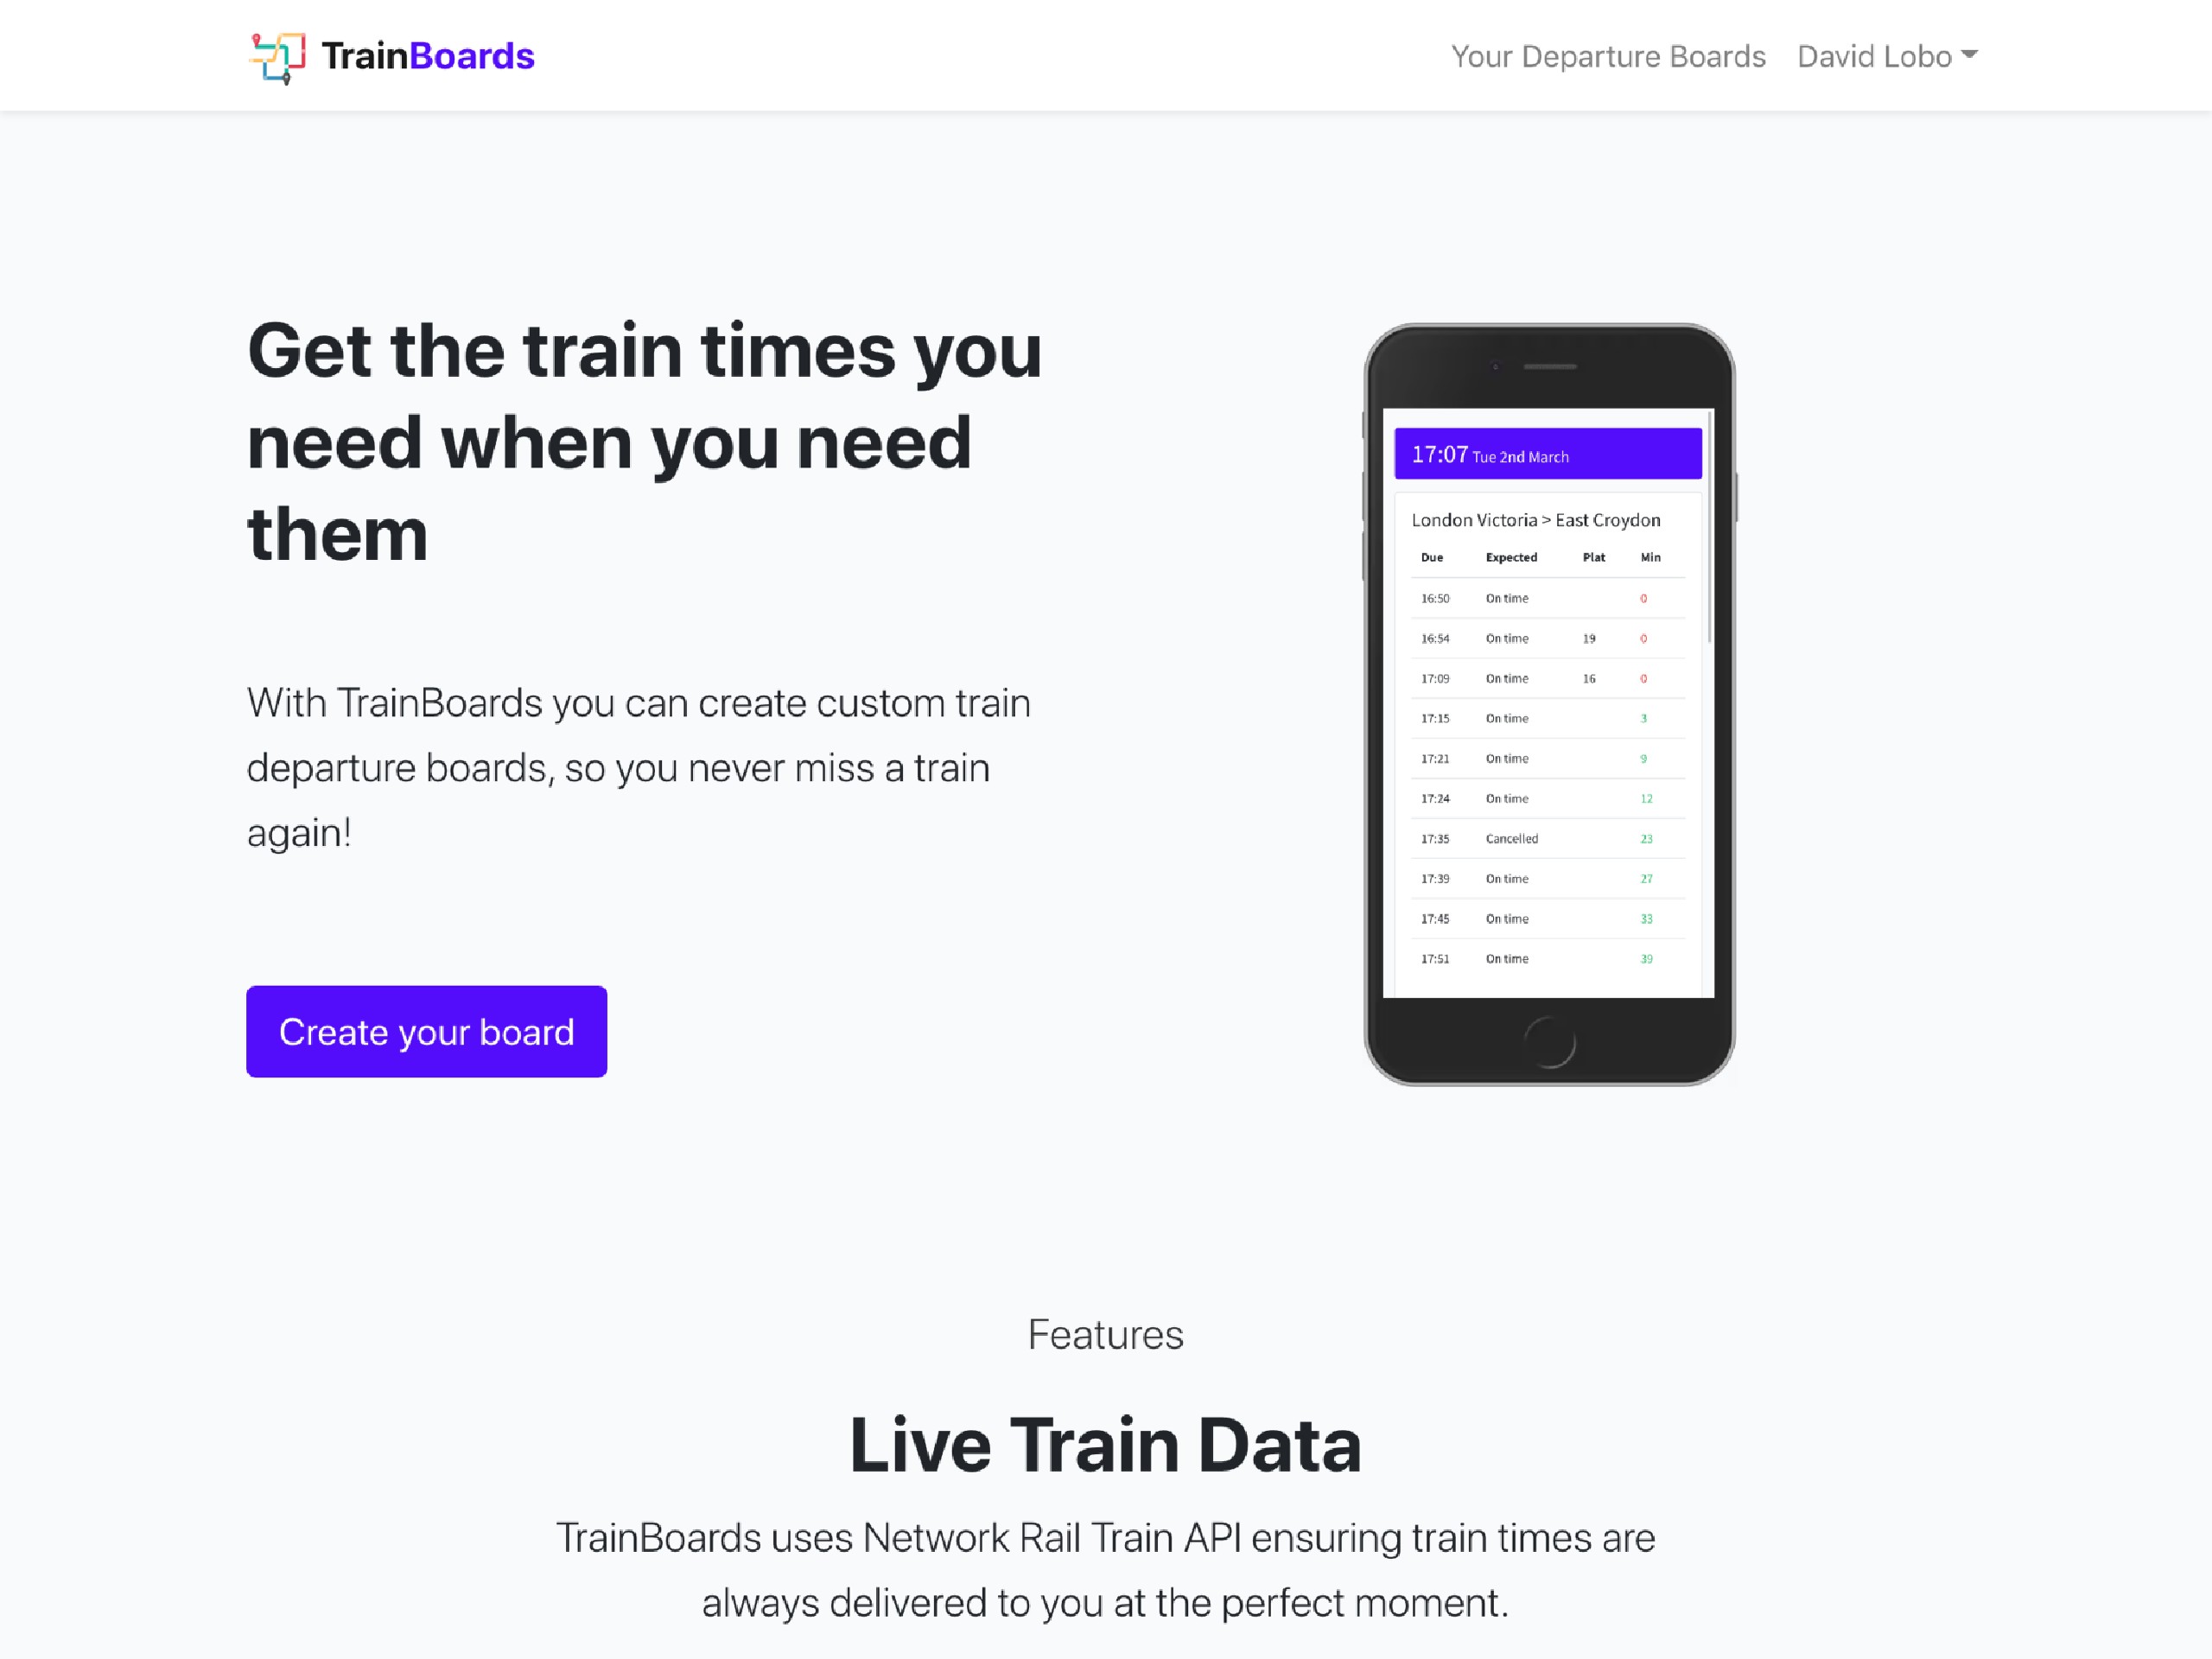 TrainBoards
Your Departure Boards
David Lobo
Get the train times you
need when you need
them
With TrainBoards you can create custom train
departure boards, so you never miss a train
again!
Create your board
17:07 Tue 2nd March
London Victoria > East Croydon
Due Expected Plat Min
16:50 On time 0
16:54 On time 19 0
17:09 On time 16 0
17:15 On time 3
17:21 On time 9
17:24 On time 12
17:35 Cancelled 23
17:39 On time 27
17:45 On time 33
17:51 On time 39
Features
Live Train Data
TrainBoards uses Network Rail Train API ensuring train times are
always delivered to you at the perfect moment.